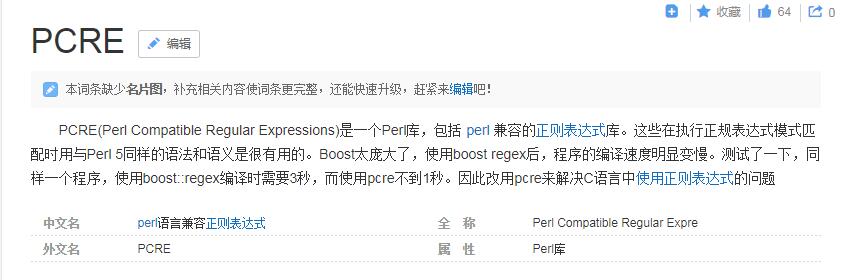 收藏 64 0
PCRE 编辑
本词条缺少名片图，补充相关内容使词条更完整，还能快速升级，赶紧来编辑吧！
PCRE(Perl Compatible Regular Expressions)是一个Perl库，包括 perl 兼容的正则表达式库。这些在执行正规表达式模式匹
配时用与Perl 5同样的语法和语义是很有用的。Boost太庞大了，使用boost regex后，程序的编译速度明显变慢。测试了一下，同
样一个程序，使用boost::regex编译时需要3秒，而使用pcre不到1秒。因此改用pcre来解决C语言中使用正则表达式的问题
中文名 perl语言兼容正则表达式 全 称 Perl Compatible Regular Expre
外文名 PCRE 属 性 Perl库